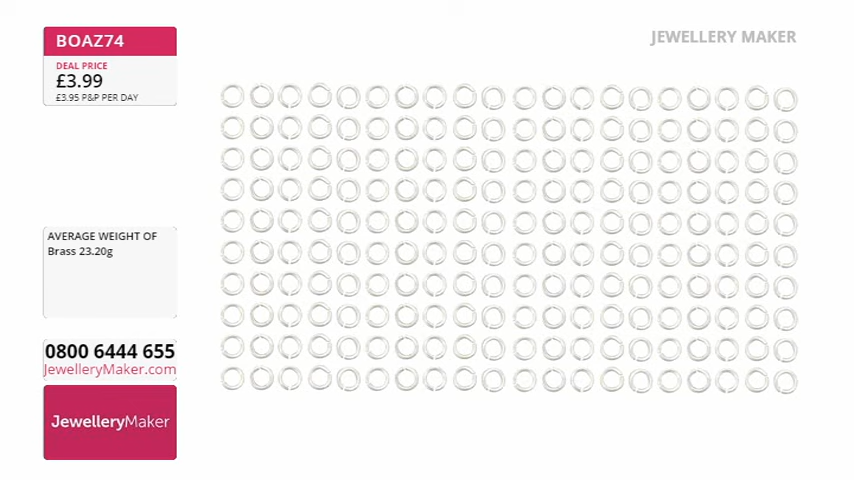 BOAZ74
DEAL PRICE
£3.99
£3.95 P&P PER DAY
JEWELLERY MAKER
AVERAGE WEIGHT OF
Brass 23.20g
0800 6444 655
JewelleryMaker.com
JewelleryMaker